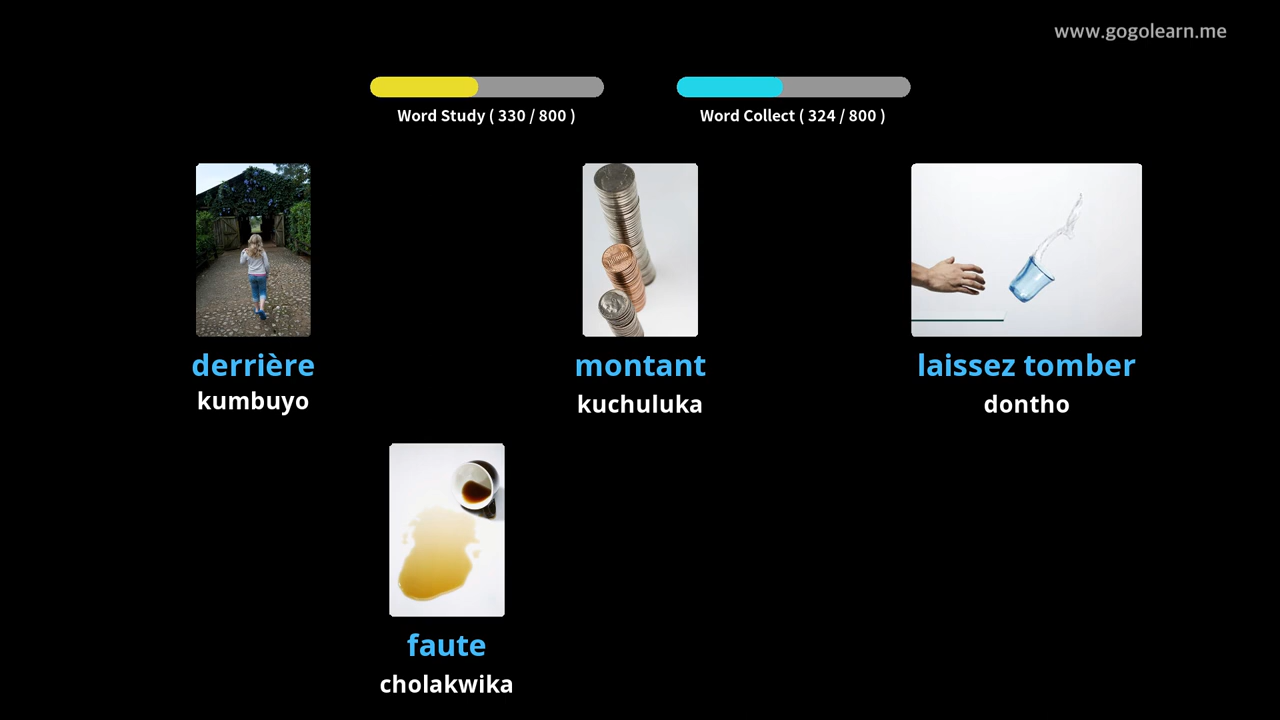 www.gogolearn.me
Word Study ( 330 / 800 )
Word Collect ( 324 / 800 )
derrière
kumbuyo
montant
kuchuluka
laissez tomber
dontho
faute
cholakwika